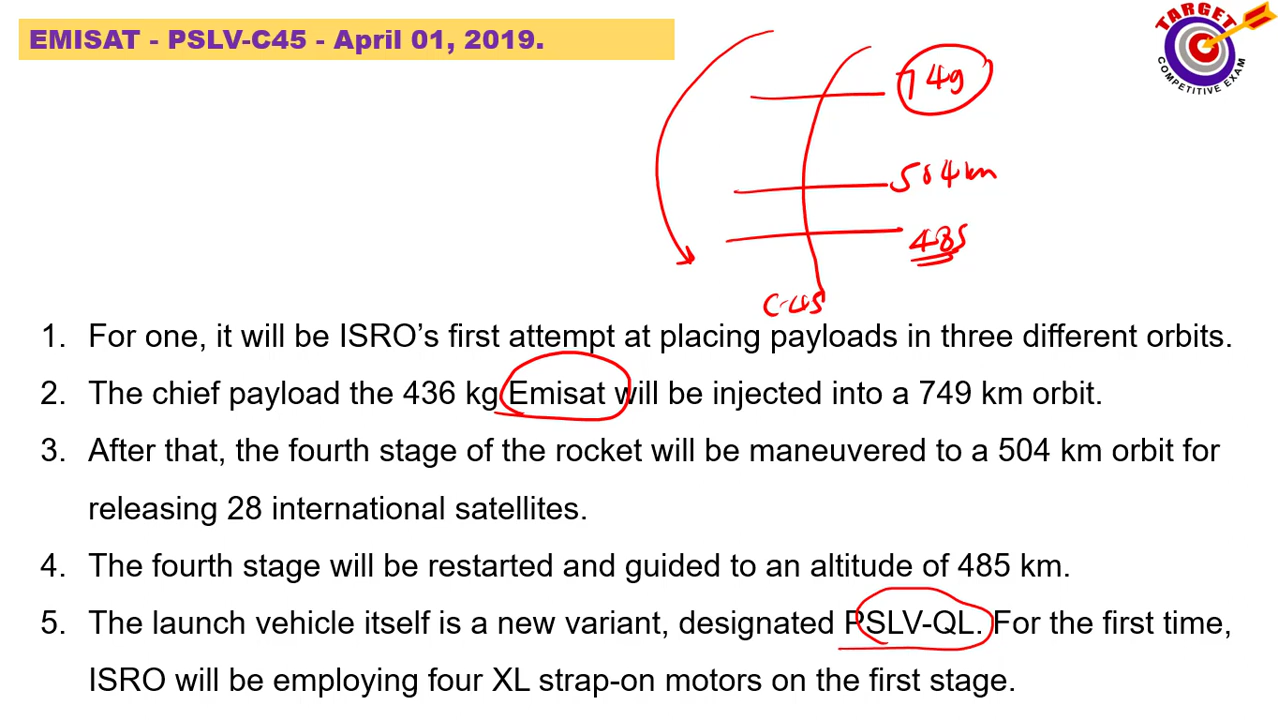 EMISAT - PSLV-C45 - April 01, 2019.
TARGET
COMPETITIVE EXAM
749
504km
485
C-45
1. For one, it will be ISRO’s first attempt at placing payloads in three different orbits.
2. The chief payload the 436 kg Emisat will be injected into a 749 km orbit.
3. After that, the fourth stage of the rocket will be maneuvered to a 504 km orbit for
releasing 28 international satellites.
4. The fourth stage will be restarted and guided to an altitude of 485 km.
5. The launch vehicle itself is a new variant, designated PSLV-QL. For the first time,
ISRO will be employing four XL strap-on motors on the first stage.